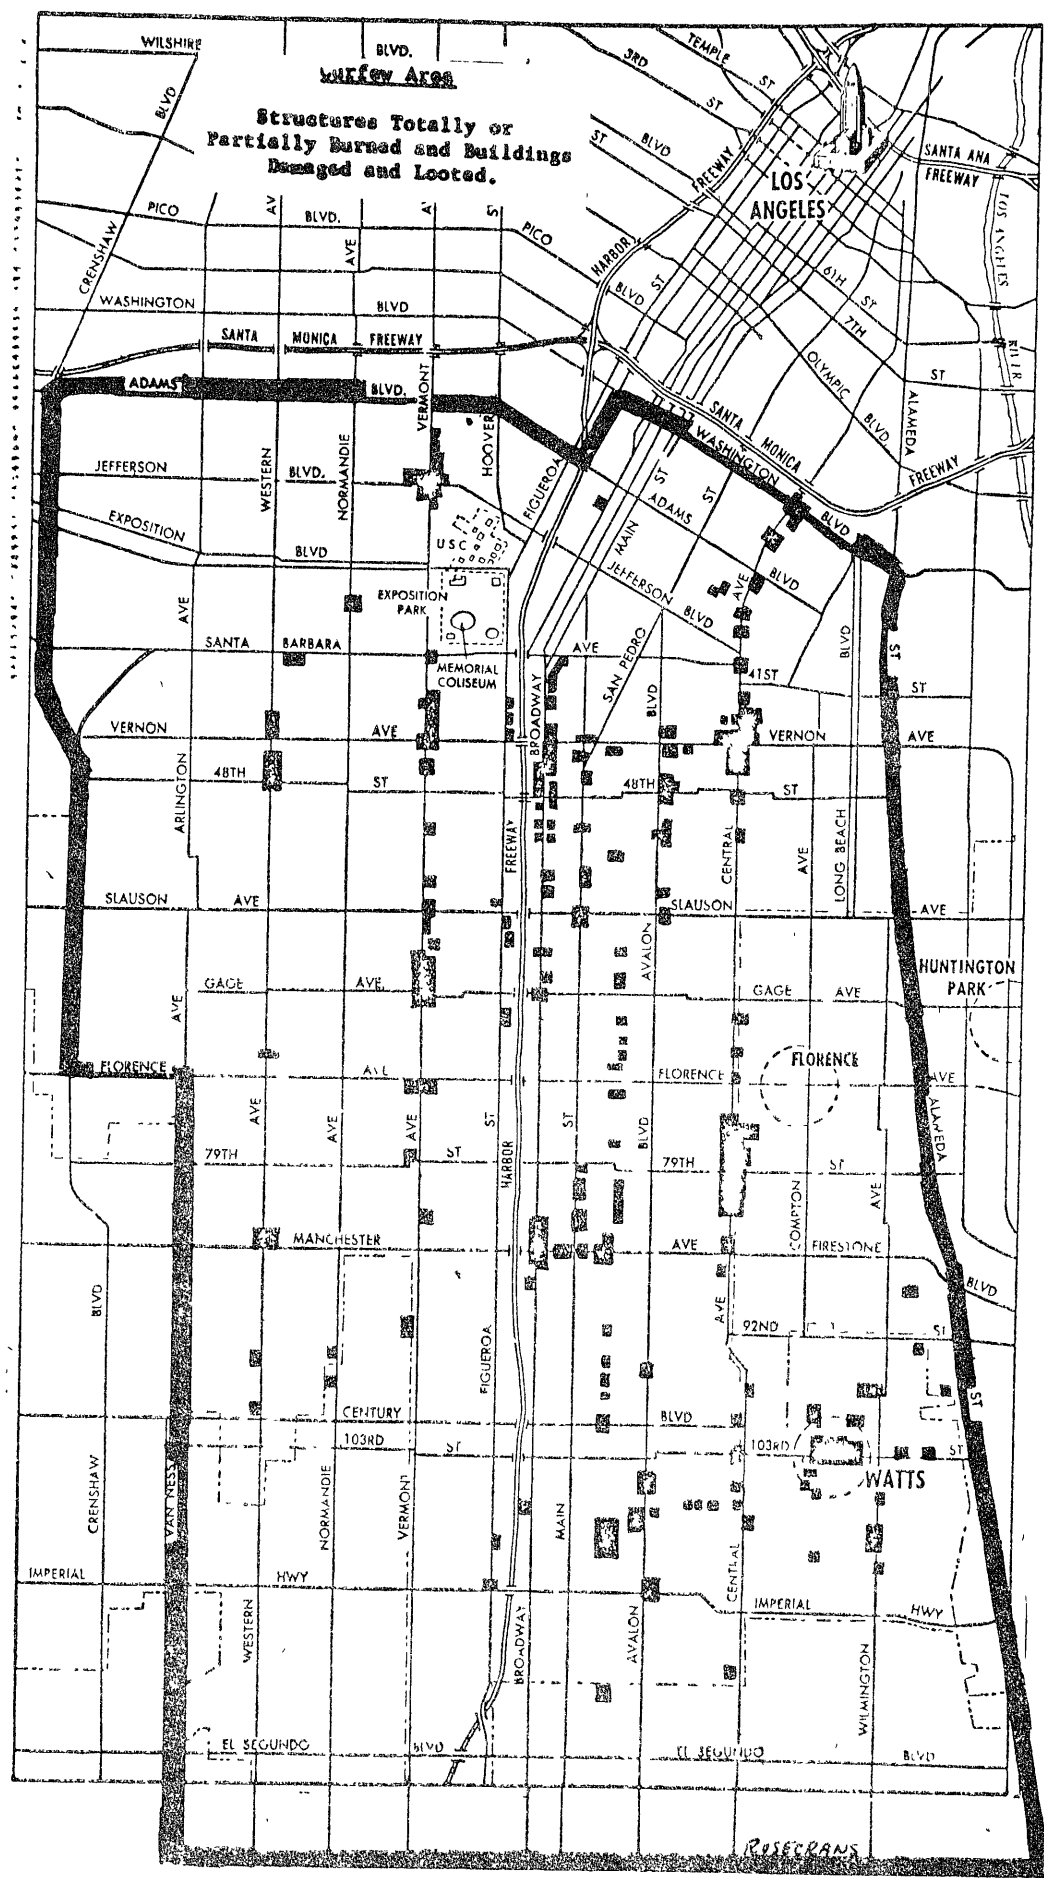 WILSHIRE BLVD.
Curfew Area
Structures Totally or
Partially Burned and Buildings
Damaged and Looted.
TEMPLE ST
3RD ST
BLVD
ST
BLVD
SANTA ANA
FREEWAY
LOS
ANGELES
LOS ANGELES
FREEWAY
HARBOR
CRENSHAW
PICO BLVD.
PICO
BLVD
AV
AV
ST
AVE
ST
6TH ST
7TH
ST
WASHINGTON BLVD
SANTA MONICA FREEWAY
OLYMPIC BLVD.
ADAMS BLVD.
VERMONT
HOOVER
ALAMEDA
SANTA MONICA
FREEWAY
WASHINGTON
BLVD
JEFFERSON BLVD.
WESTERN
NORMANDIE
FIGUEROA
MAIN
ST
ST
ADAMS
BLVD
EXPOSITION BLVD
USC
JEFFERSON
BLVD
EXPOSITION
PARK
AVE
AVE
SANTA BARBARA AVE
MEMORIAL
COLISEUM
SAN PEDRO
BLVD
BLVD
ST
41ST ST
BROADWAY
VERNON AVE
VERNON AVE
48TH ST
48TH ST
ARLINGTON
FREEWAY
CENTRAL
AVE
LONG BEACH
SLAUSON AVE
SLAUSON AVE
AVALON
HUNTINGTON
PARK
GAGE AVE.
GAGE AVE
AVE
FLORENCE
FLORENCE
FLORENCE
AVE
ALAMEDA
AVE
AVE
AVE
ST
ST
BLVD
HARBOR
79TH ST
79TH ST
COMPTON
AVE
MANCHESTER AVE
FIRESTONE
BLVD
BLVD
AVE
92ND ST
FIGUEROA
ST
CENTURY BLVD
103RD ST
103RD ST
WATTS
CRENSHAW
VAN NESS
NORMANDIE
VERMONT
MAIN
IMPERIAL HWY
CENTRAL
IMPERIAL HWY
WESTERN
BROADWAY
AVALON
WILMINGTON
EL SEGUNDO BLVD
EL SEGUNDO BLVD
ROSECRANS